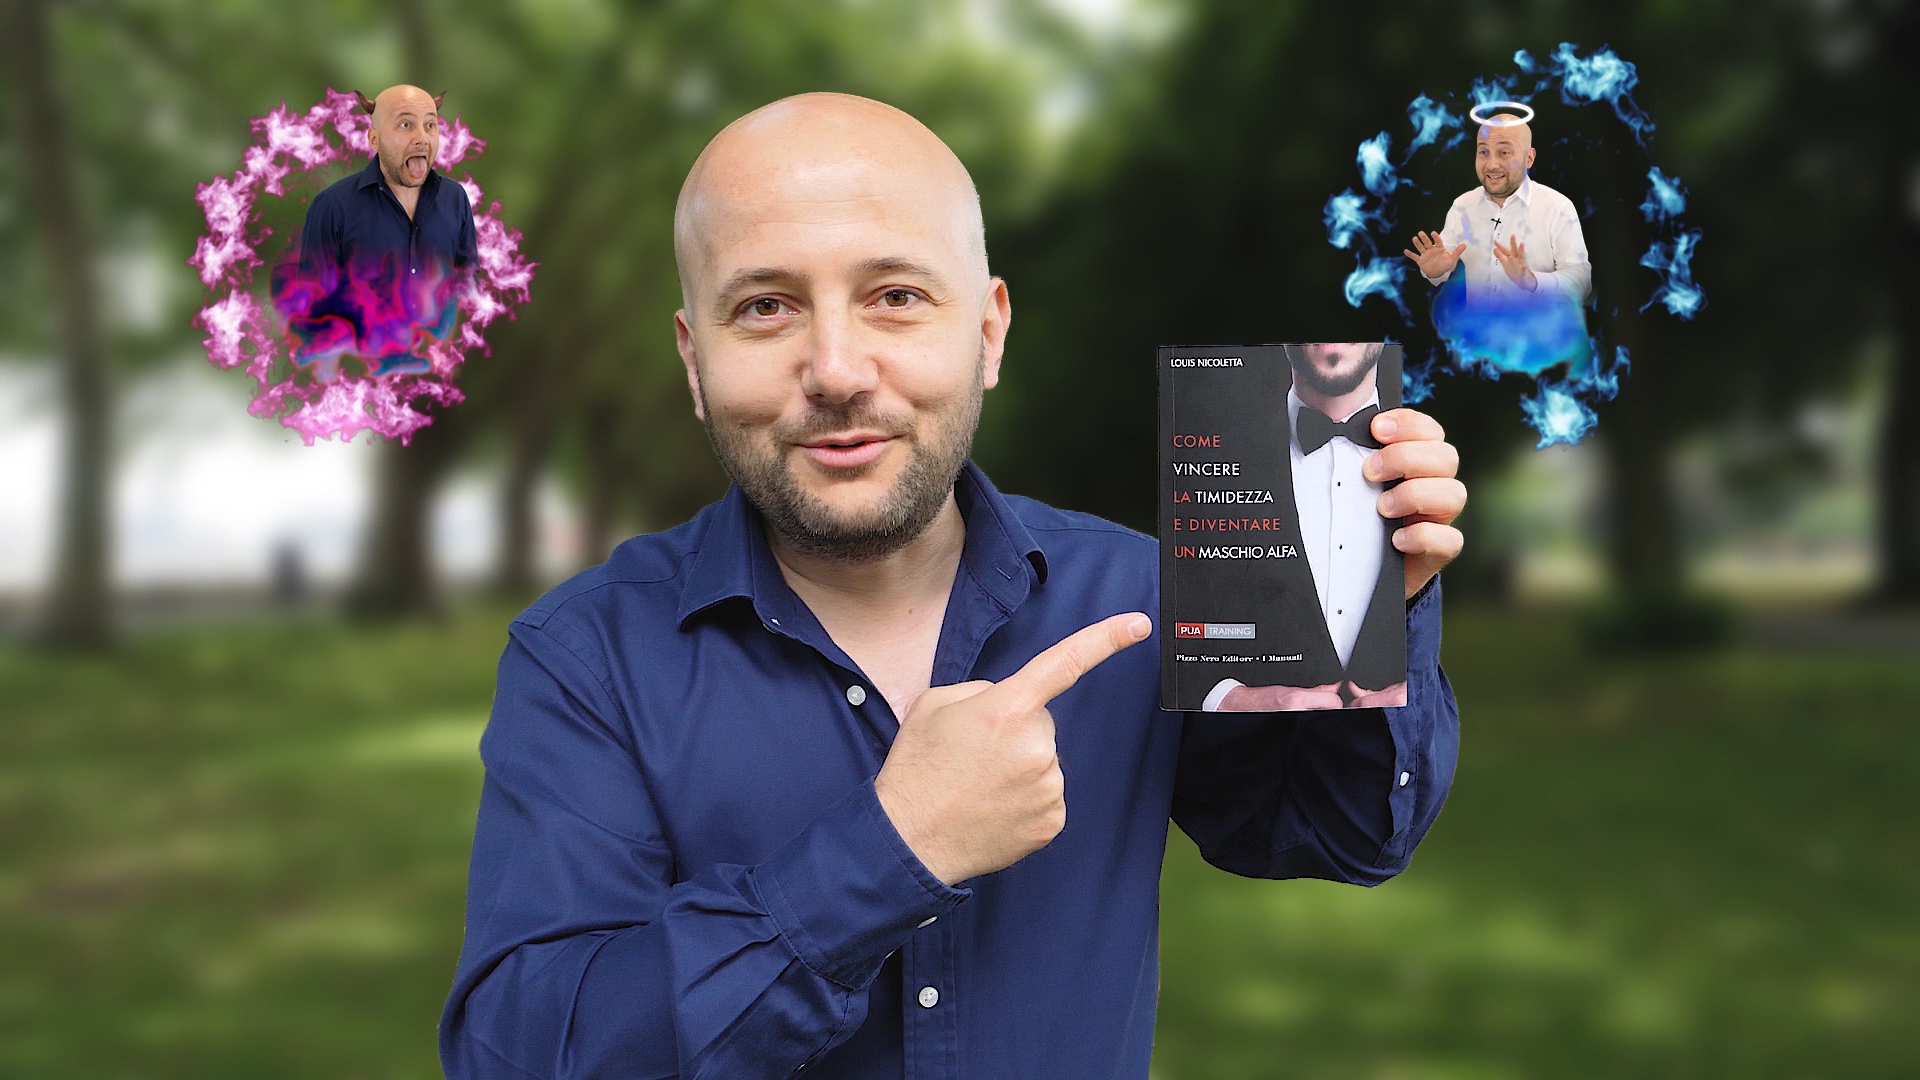 LOUIS NICOLETTA
COME
VINCERE
LA TIMIDEZZA
E DIVENTARE
UN MASCHIO ALFA
PUA TRAINING
Pizzo Nero Editore • I Manuali